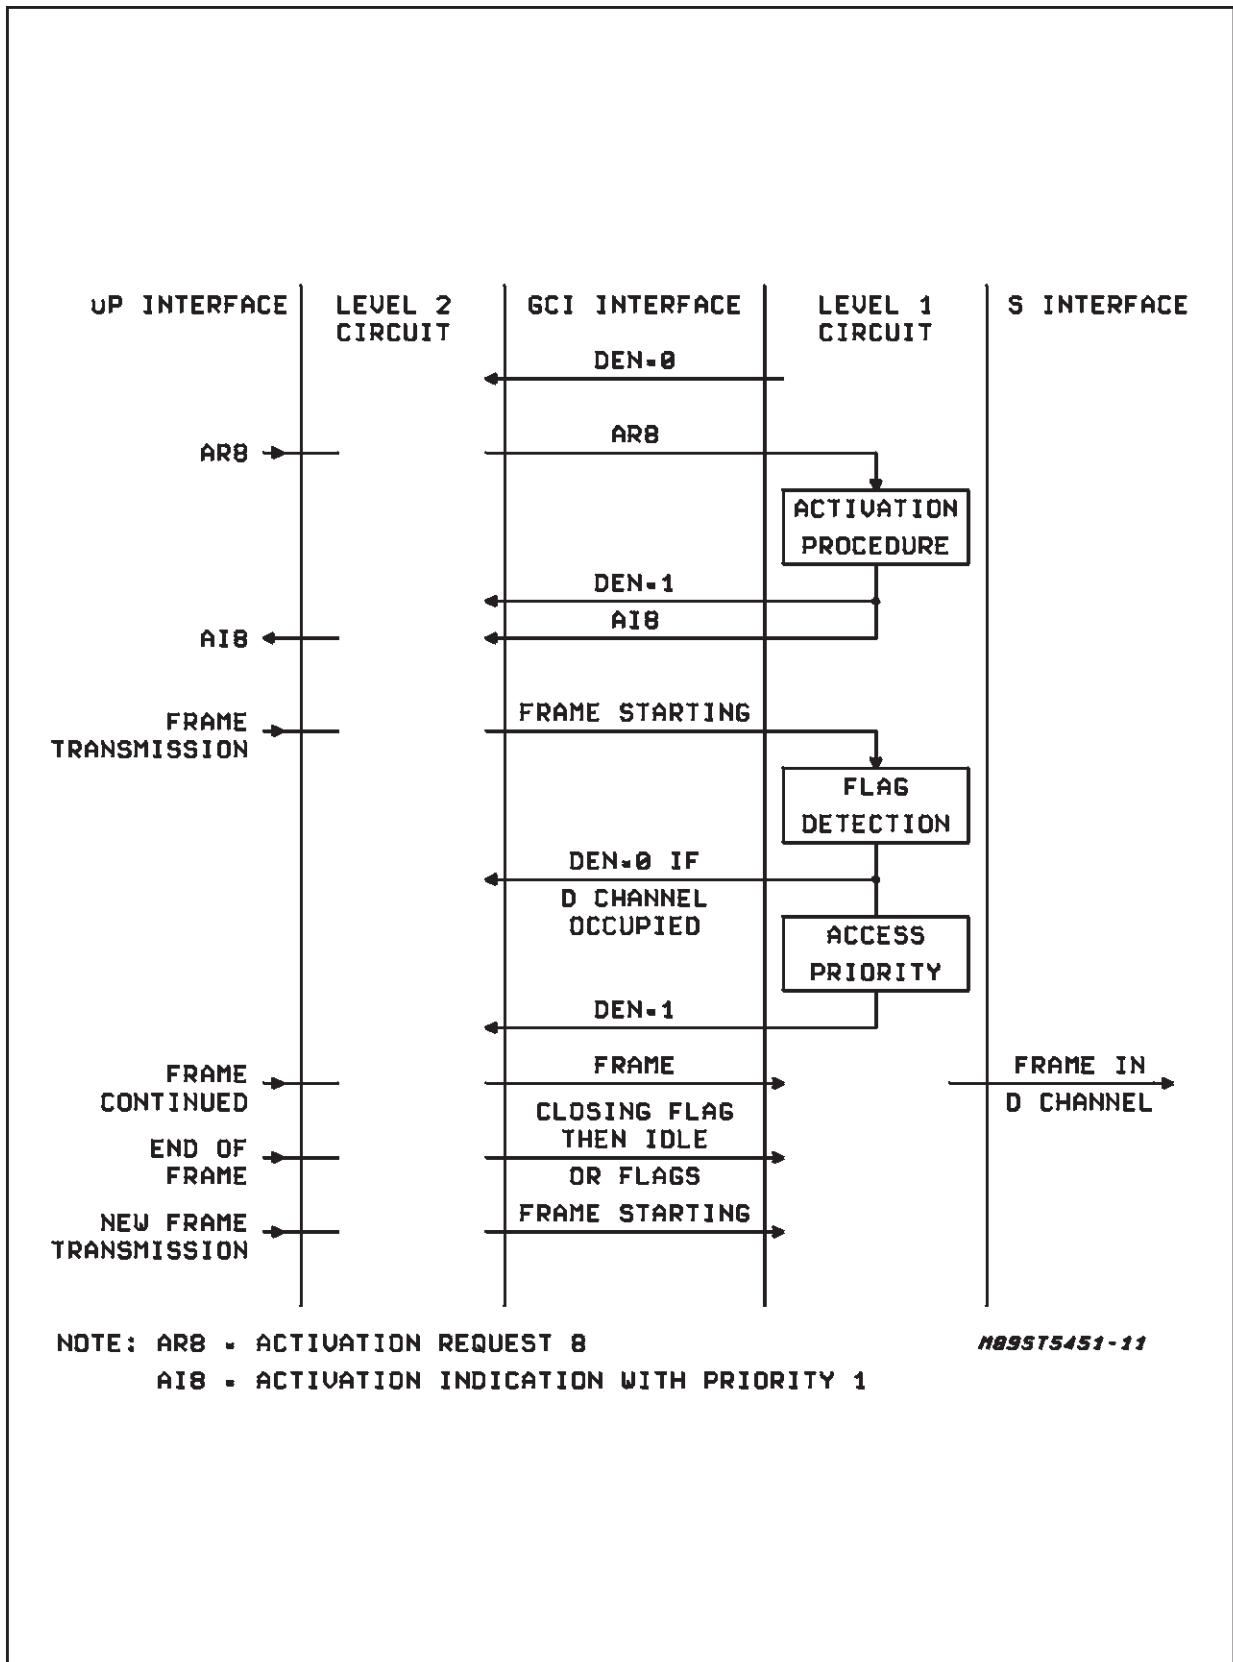 uP INTERFACE
LEVEL 2
CIRCUIT
GCI INTERFACE
LEVEL 1
CIRCUIT
S INTERFACE
DEN=0
AR8
AR8
ACTIVATION
PROCEDURE
DEN=1
AI8
AI8
FRAME
TRANSMISSION
FRAME STARTING
FLAG
DETECTION
DEN=0 IF
D CHANNEL
OCCUPIED
ACCESS
PRIORITY
DEN=1
FRAME
CONTINUED
FRAME
FRAME IN
D CHANNEL
END OF
FRAME
CLOSING FLAG
THEN IDLE
OR FLAGS
NEW FRAME
TRANSMISSION
FRAME STARTING
NOTE: AR8 = ACTIVATION REQUEST 8
AI8 = ACTIVATION INDICATION WITH PRIORITY 1
M89ST5451-11